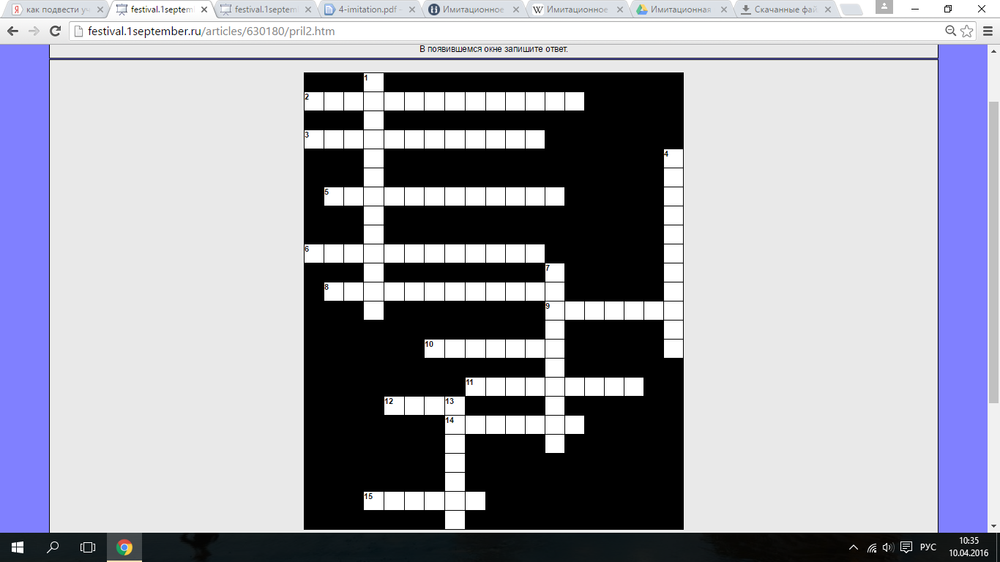 как подвести уч
festival.1septem
festival.1septem
4-imitation.pdf -
Имитационное
Имитационное
Имитационная
Скачанные фай
festival.1september.ru/articles/630180/pril2.htm
В появившемся окне запишите ответ.
1
2
3
4
5
6
7
8
9
10
11
12 13
14
15
РУС
10:35
10.04.2016